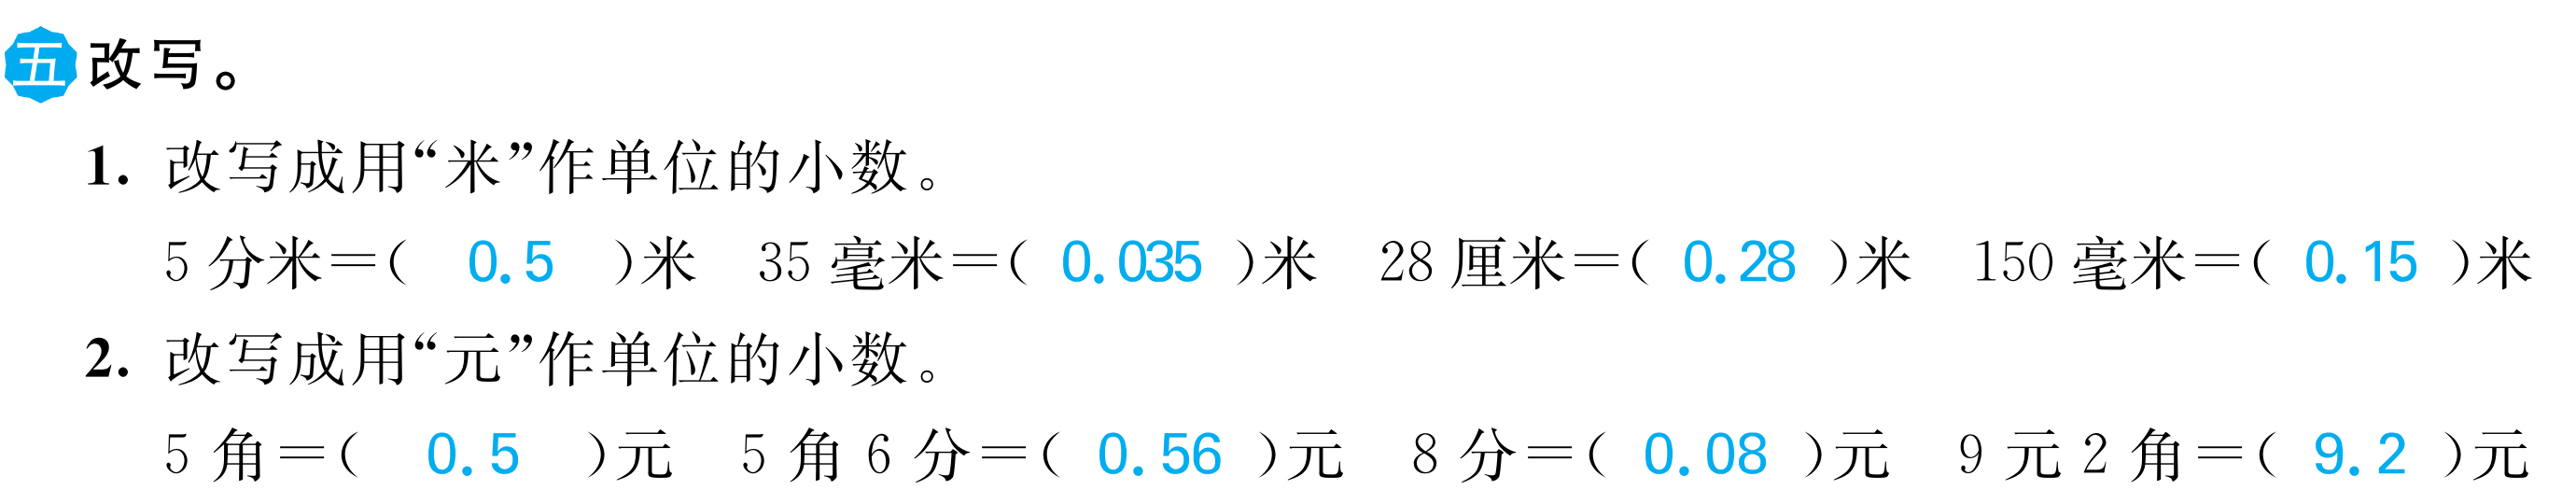 五 改写。
1. 改写成用“米”作单位的小数。
5 分米=( 0.5 )米 35 毫米=( 0.035 )米 28 厘米=( 0.28 )米 150 毫米=( 0.15 )米
2. 改写成用“元”作单位的小数。
5 角=( 0.5 )元 5 角 6 分=( 0.56 )元 8 分=( 0.08 )元 9 元 2 角=( 9.2 )元